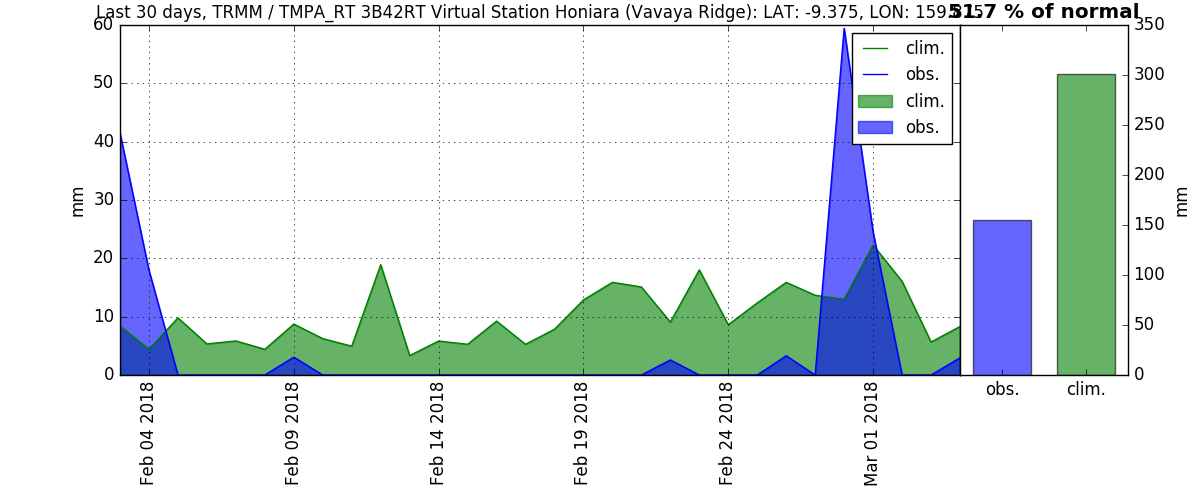 Last 30 days, TRMM / TMPA_RT 3B42RT Virtual Station Honiara (Vavaya Ridge): LAT: -9.375, LON:
51.7 % of normal
60
50
40
30
20
10
0
mm
clim.
obs.
clim.
obs.
350
300
250
200
150
100
50
0
mm
Feb 04 2018
Feb 09 2018
Feb 14 2018
Feb 19 2018
Feb 24 2018
Mar 01 2018
obs.
clim.